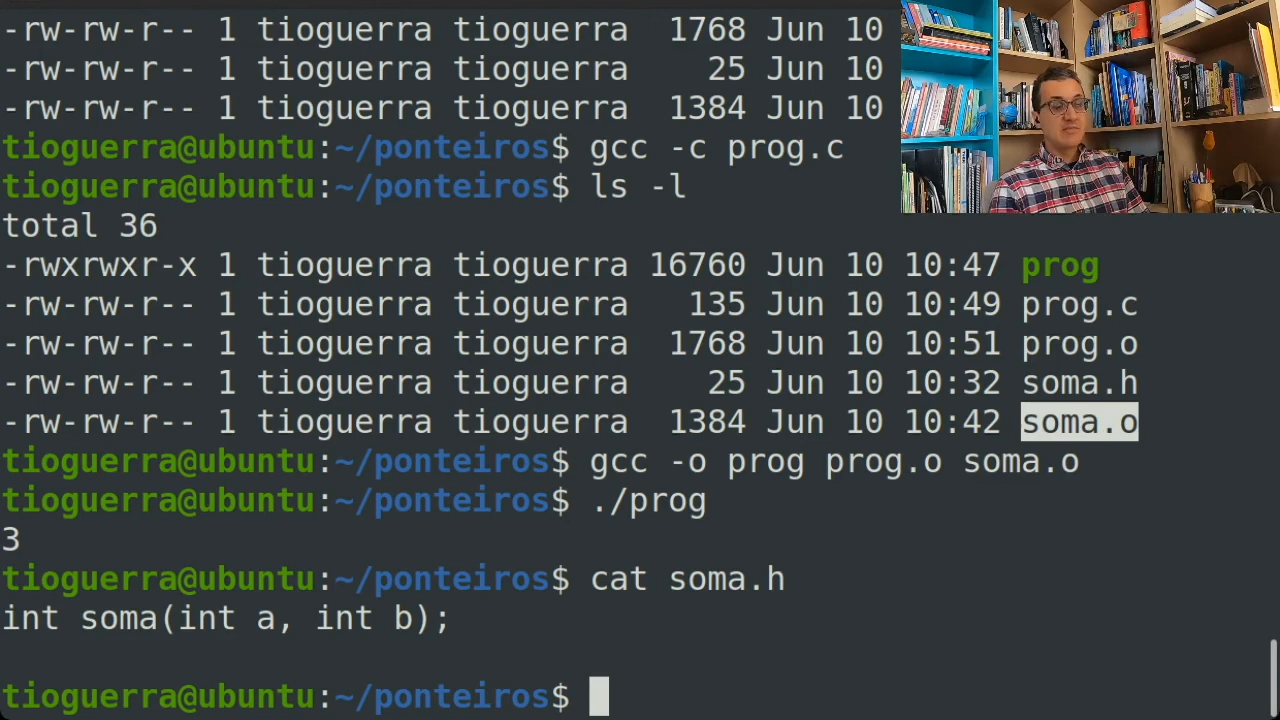 -rw-rw-r-- 1 tioguerra tioguerra  1768 Jun 10
-rw-rw-r-- 1 tioguerra tioguerra    25 Jun 10
-rw-rw-r-- 1 tioguerra tioguerra  1384 Jun 10
tioguerra@ubuntu:~/ponteiros$ gcc -c prog.c
tioguerra@ubuntu:~/ponteiros$ ls -l
total 36
-rwxrwxr-x 1 tioguerra tioguerra 16760 Jun 10 10:47 prog
-rw-rw-r-- 1 tioguerra tioguerra   135 Jun 10 10:49 prog.c
-rw-rw-r-- 1 tioguerra tioguerra  1768 Jun 10 10:51 prog.o
-rw-rw-r-- 1 tioguerra tioguerra    25 Jun 10 10:32 soma.h
-rw-rw-r-- 1 tioguerra tioguerra  1384 Jun 10 10:42 soma.o
tioguerra@ubuntu:~/ponteiros$ gcc -o prog prog.o soma.o
tioguerra@ubuntu:~/ponteiros$ ./prog
3
tioguerra@ubuntu:~/ponteiros$ cat soma.h
int soma(int a, int b);
tioguerra@ubuntu:~/ponteiros$